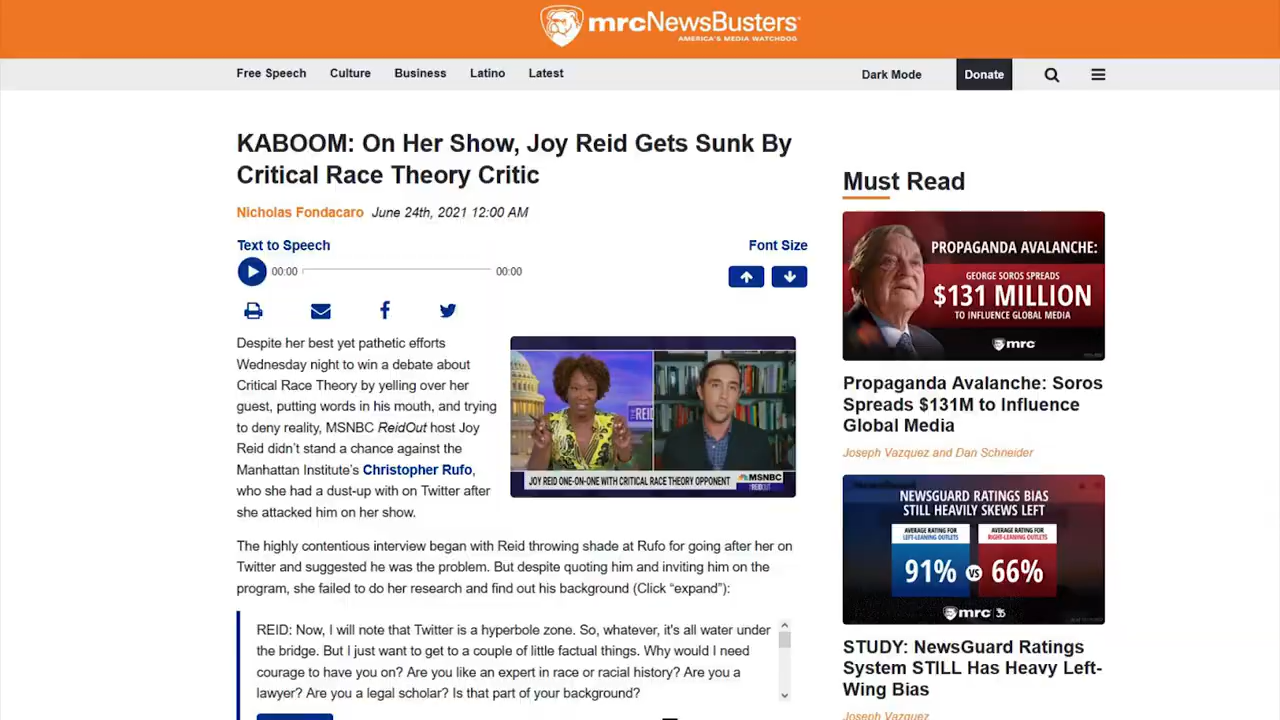 mrcNewsBusters
AMERICA'S MEDIA WATCHDOG
Free Speech Culture Business Latino Latest Dark Mode Donate
KABOOM: On Her Show, Joy Reid Gets Sunk By
Critical Race Theory Critic
Nicholas Fondacaro June 24th, 2021 12:00 AM
Text to Speech
Font Size
00:00 00:00
Despite her best yet pathetic efforts
Wednesday night to win a debate about
Critical Race Theory by yelling over her
guest, putting words in his mouth, and trying
to deny reality, MSNBC ReidOut host Joy
Reid didn't stand a chance against the
Manhattan Institute's Christopher Rufo,
who she had a dust-up with on Twitter after
she attacked him on her show.
JOY REID ONE-ON-ONE WITH CRITICAL RACE THEORY OPPONENT
MSNBC
The highly contentious interview began with Reid throwing shade at Rufo for going after her on
Twitter and suggested he was the problem. But despite quoting him and inviting him on the
program, she failed to do her research and find out his background (Click “expand”):
REID: Now, I will note that Twitter is a hyperbole zone. So, whatever, it's all water under
the bridge. But I just want to get to a couple of little factual things. Why would I need
courage to have you on? Are you like an expert in race or racial history? Are you a
lawyer? Are you a legal scholar? Is that part of your background?
Must Read
PROPAGANDA AVALANCHE:
GEORGE SOROS SPREADS
$131 MILLION
TO INFLUENCE GLOBAL MEDIA
mrc
Propaganda Avalanche: Soros
Spreads $131M to Influence
Global Media
Joseph Vazquez and Dan Schneider
NEWSGUARD RATINGS BIAS
STILL HEAVILY SKEWS LEFT
AVERAGE RATING FOR
LEFT-LEANING OUTLETS
AVERAGE RATING FOR
RIGHT-LEANING OUTLETS
91% VS 66%
mrc
STUDY: NewsGuard Ratings
System STILL Has Heavy Left-
Wing Bias
Joseph Vazquez